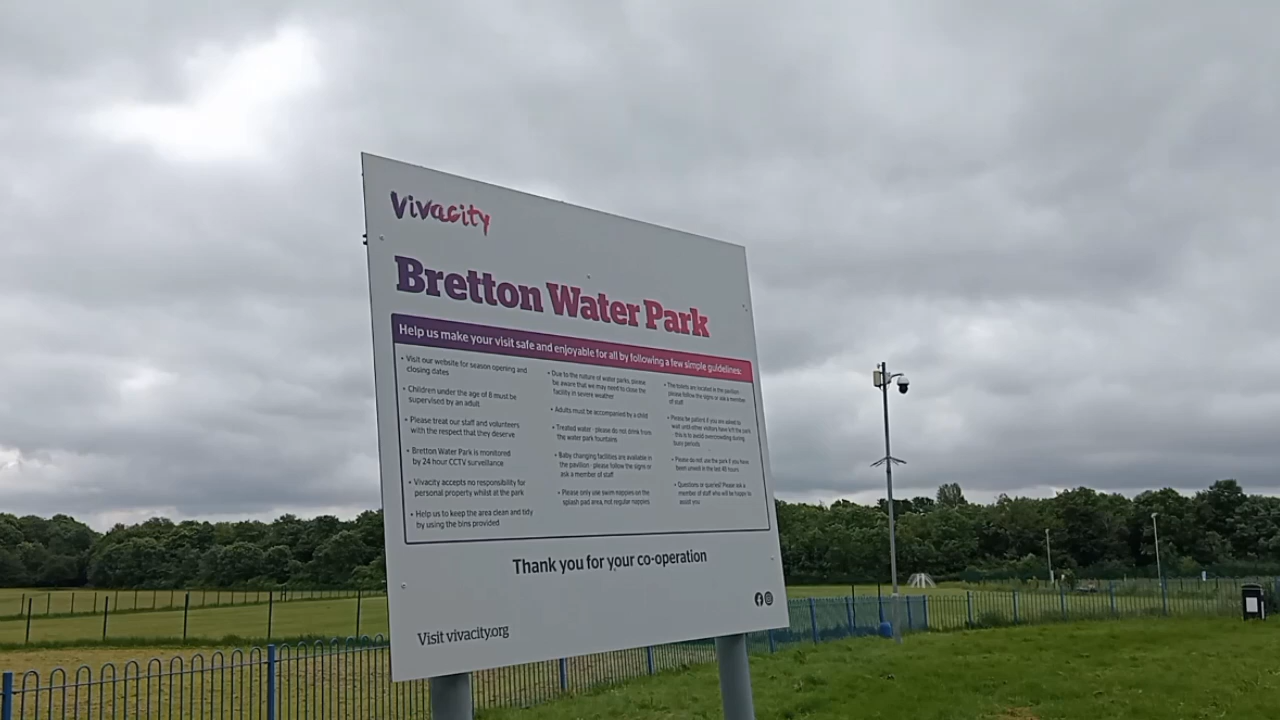 Vivacity
Bretton Water Park
Help us make your visit safe and enjoyable for all by following a few simple guidelines:
• Visit our website for season opening and
closing dates
• Children under the age of 8 must be
supervised by an adult
• Please treat our staff and volunteers
with the respect that they deserve
• Bretton Water Park is monitored
by 24 hour CCTV surveillance
• Vivacity accepts no responsibility for
personal property whilst at the park
• Help us to keep the area clean and tidy
by using the bins provided
• Due to the nature of water parks, please
be aware that we may need to close the
facility in severe weather
• Adults must be accompanied by a child
• Treated water - please do not drink from
the water park fountains
• Baby changing facilities are available in
the pavilion - please follow the signs or
ask a member of staff
• Please only use swim nappies on the
splash pad area, not regular nappies
• The toilets are located in the pavilion
please follow the signs or ask a member
of staff
• Please be patient if you are asked to
wait until other visitors have left the park
- this is to avoid overcrowding during
busy periods
• Please do not use the park if you have
been unwell in the last 48 hours
• Questions or queries? Please ask a
member of staff who will be happy to
assist you
Thank you for your co-operation
Visit vivacity.org